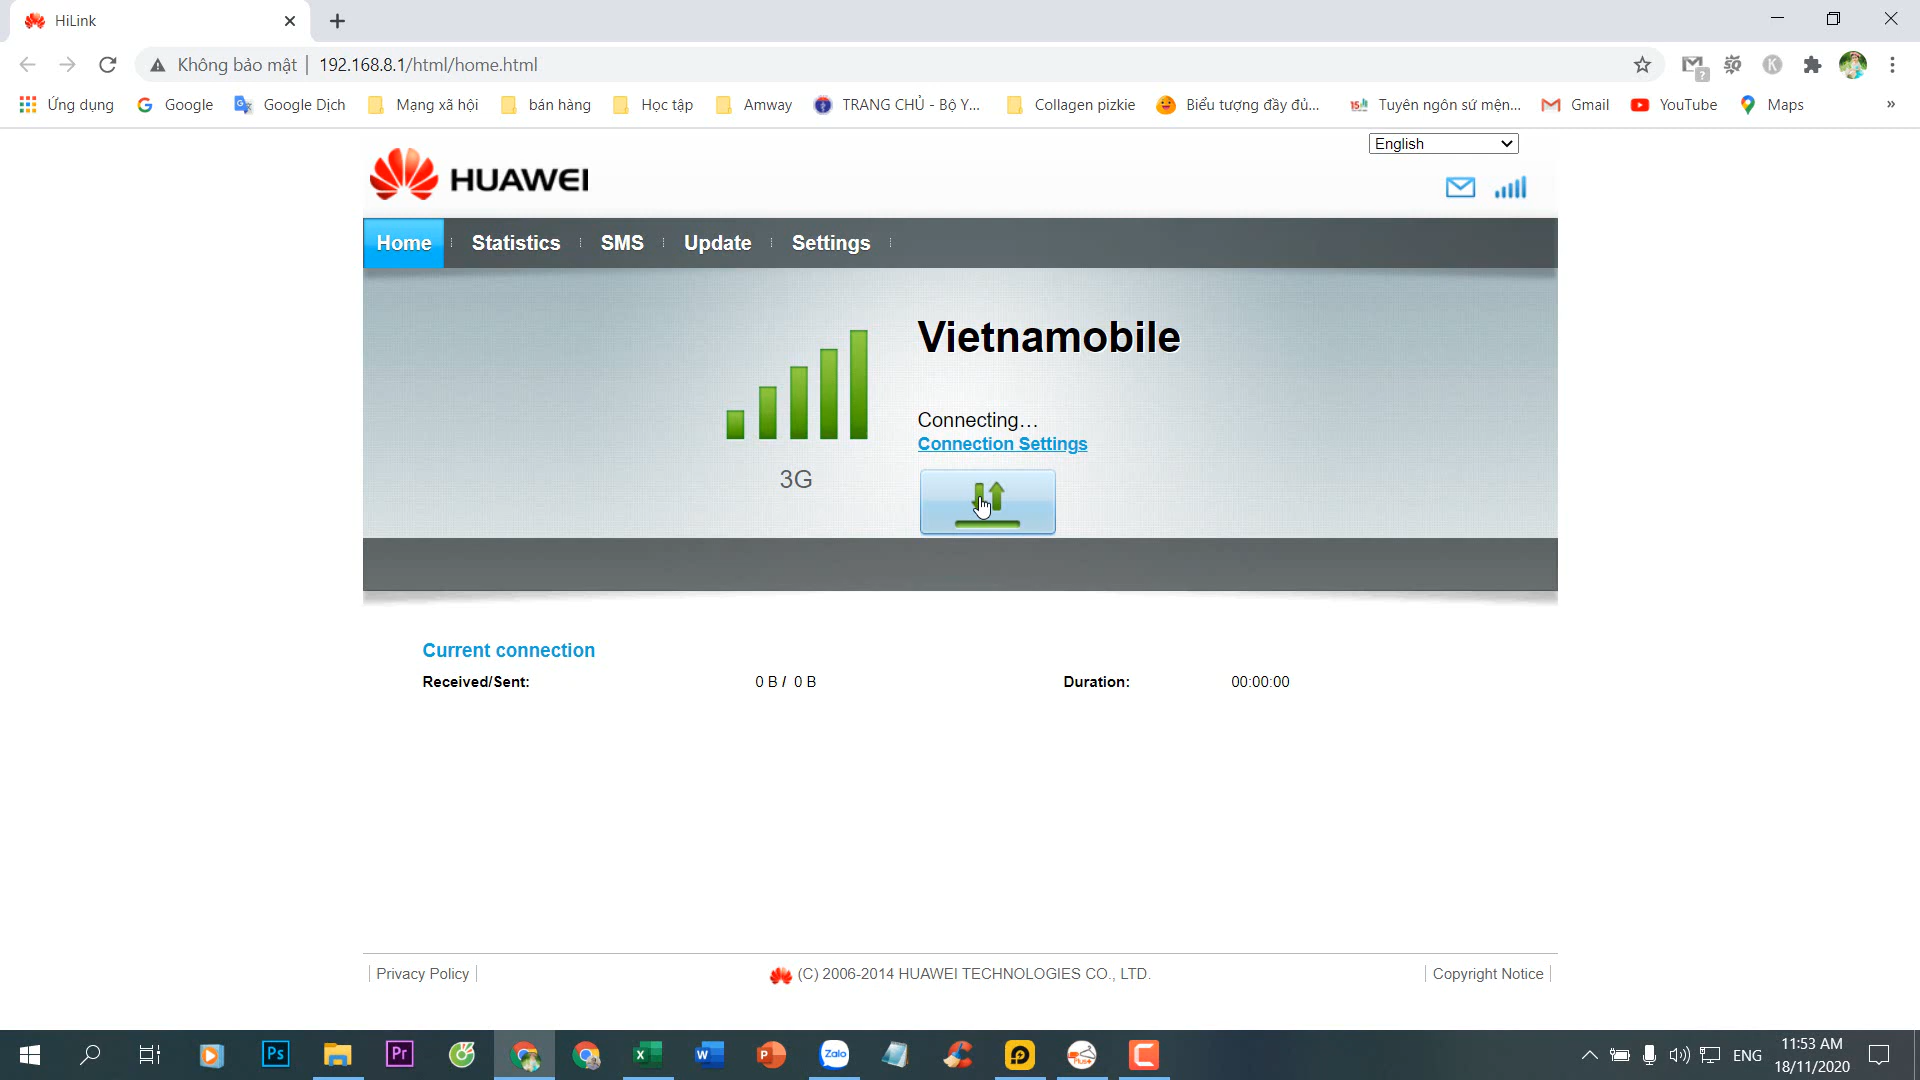 HiLink
Không bảo mật
192.168.8.1/html/home.html
Ứng dụng
Google
Google Dịch
Mạng xã hội
bán hàng
Học tập
Amway
TRANG CHỦ - Bộ Y...
Collagen pizkie
Biểu tượng đầy đủ...
Tuyên ngôn sứ mện...
Gmail
YouTube
Maps
»
English
HUAWEI
Home
Statistics
SMS
Update
Settings
Vietnamobile
Connecting…
Connection Settings
3G
Current connection
Received/Sent:
0 B / 0 B
Duration:
00:00:00
Privacy Policy
(C) 2006-2014 HUAWEI TECHNOLOGIES CO., LTD.
Copyright Notice
Ps
Pr
Zalo
ENG
11:53 AM
18/11/2020